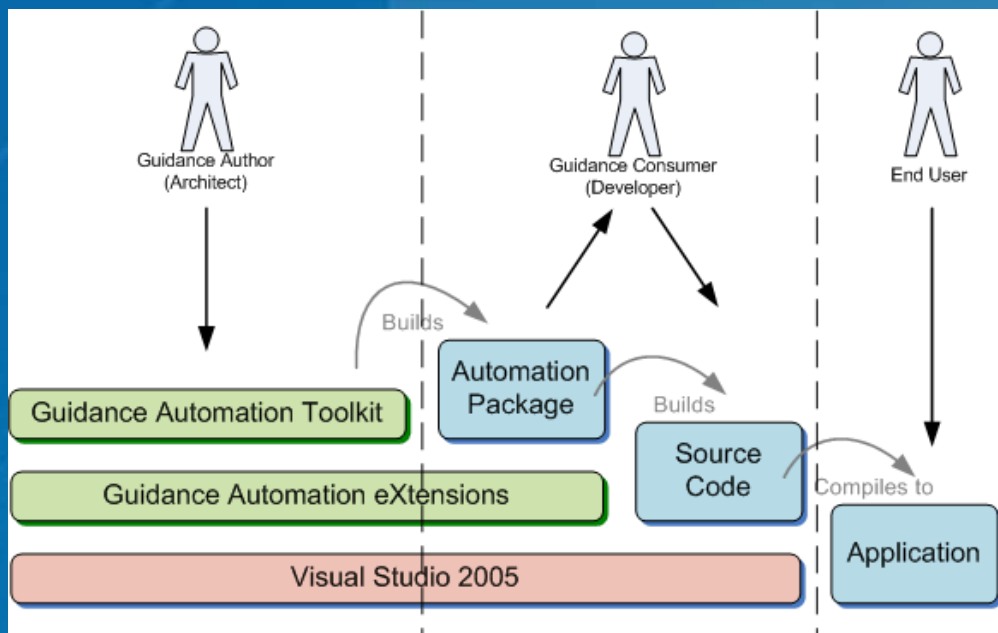 Guidance Author
(Architect)
Guidance Consumer
(Developer)
End User
Builds
Automation
Package
Guidance Automation Toolkit
Builds
Source
Code
Guidance Automation eXtensions
Compiles to
Application
Visual Studio 2005